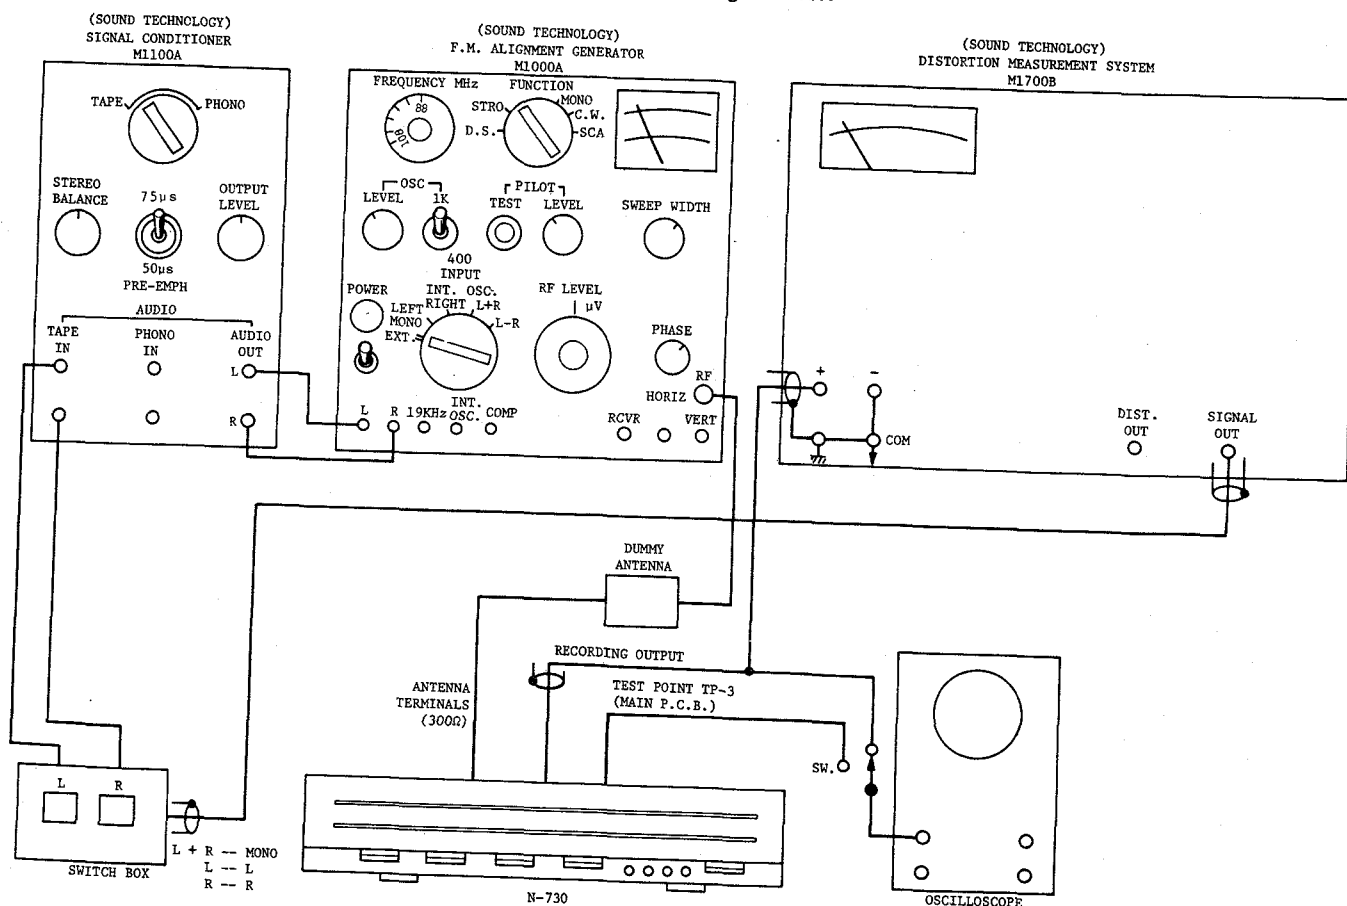 (SOUND TECHNOLOGY)
SIGNAL CONDITIONER
M1100A
TAPE
PHONO
STEREO
BALANCE
75μs
50μs
PRE-EMPH
OUTPUT
LEVEL
AUDIO
TAPE
IN
PHONO
IN
AUDIO
OUT
L
R
(SOUND TECHNOLOGY)
F.M. ALIGNMENT GENERATOR
M1000A
FREQUENCY MHz
88
108
FUNCTION
STRO
MONO
C.W.
D.S.
SCA
OSC
LEVEL
1K
400
PILOT
TEST
LEVEL
SWEEP WIDTH
INPUT
INT. OSC.
POWER
LEFT
RIGHT
L+R
MONO
L-R
EXT.
RF LEVEL
μV
PHASE
RF
HORIZ
L
R
19KHz
INT.
OSC.
COMP
RCVR
VERT
(SOUND TECHNOLOGY)
DISTORTION MEASUREMENT SYSTEM
M1700B
+
-
COM
DIST.
OUT
SIGNAL
OUT
DUMMY
ANTENNA
RECORDING OUTPUT
ANTENNA
TERMINALS
(300Ω)
TEST POINT TP-3
(MAIN P.C.B.)
SW.
L
R
SWITCH BOX
L + R -- MONO
L -- L
R -- R
N-730
OSCILLOSCOPE